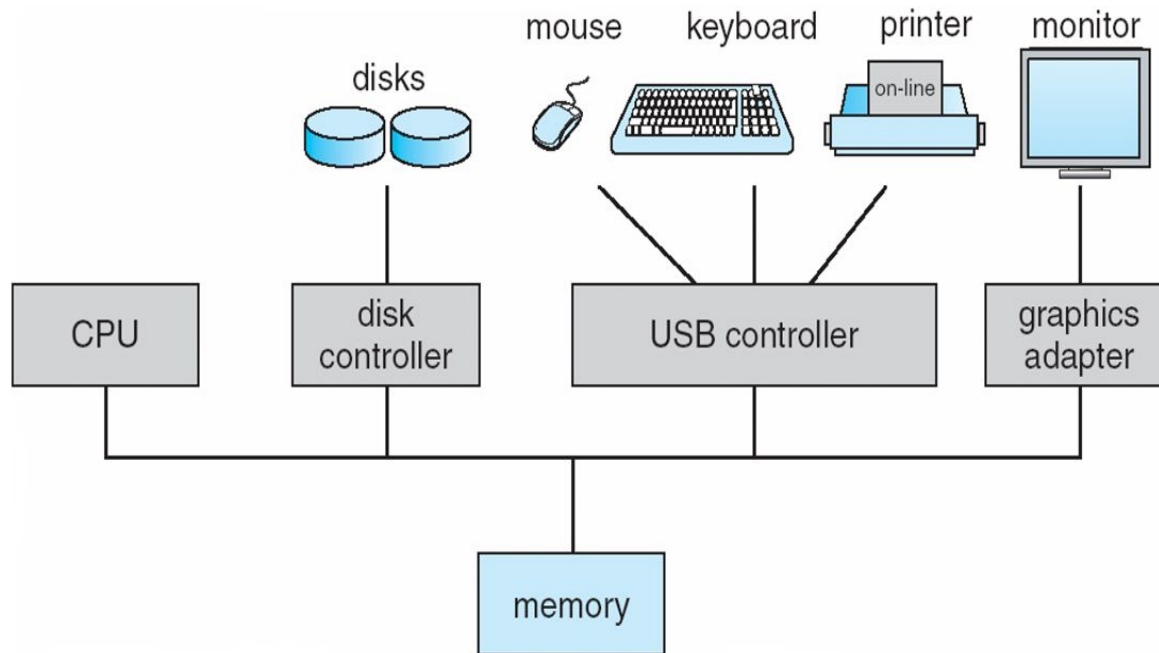 mouse
keyboard
printer
monitor
disks
on-line
CPU
disk
controller
USB controller
graphics
adapter
memory